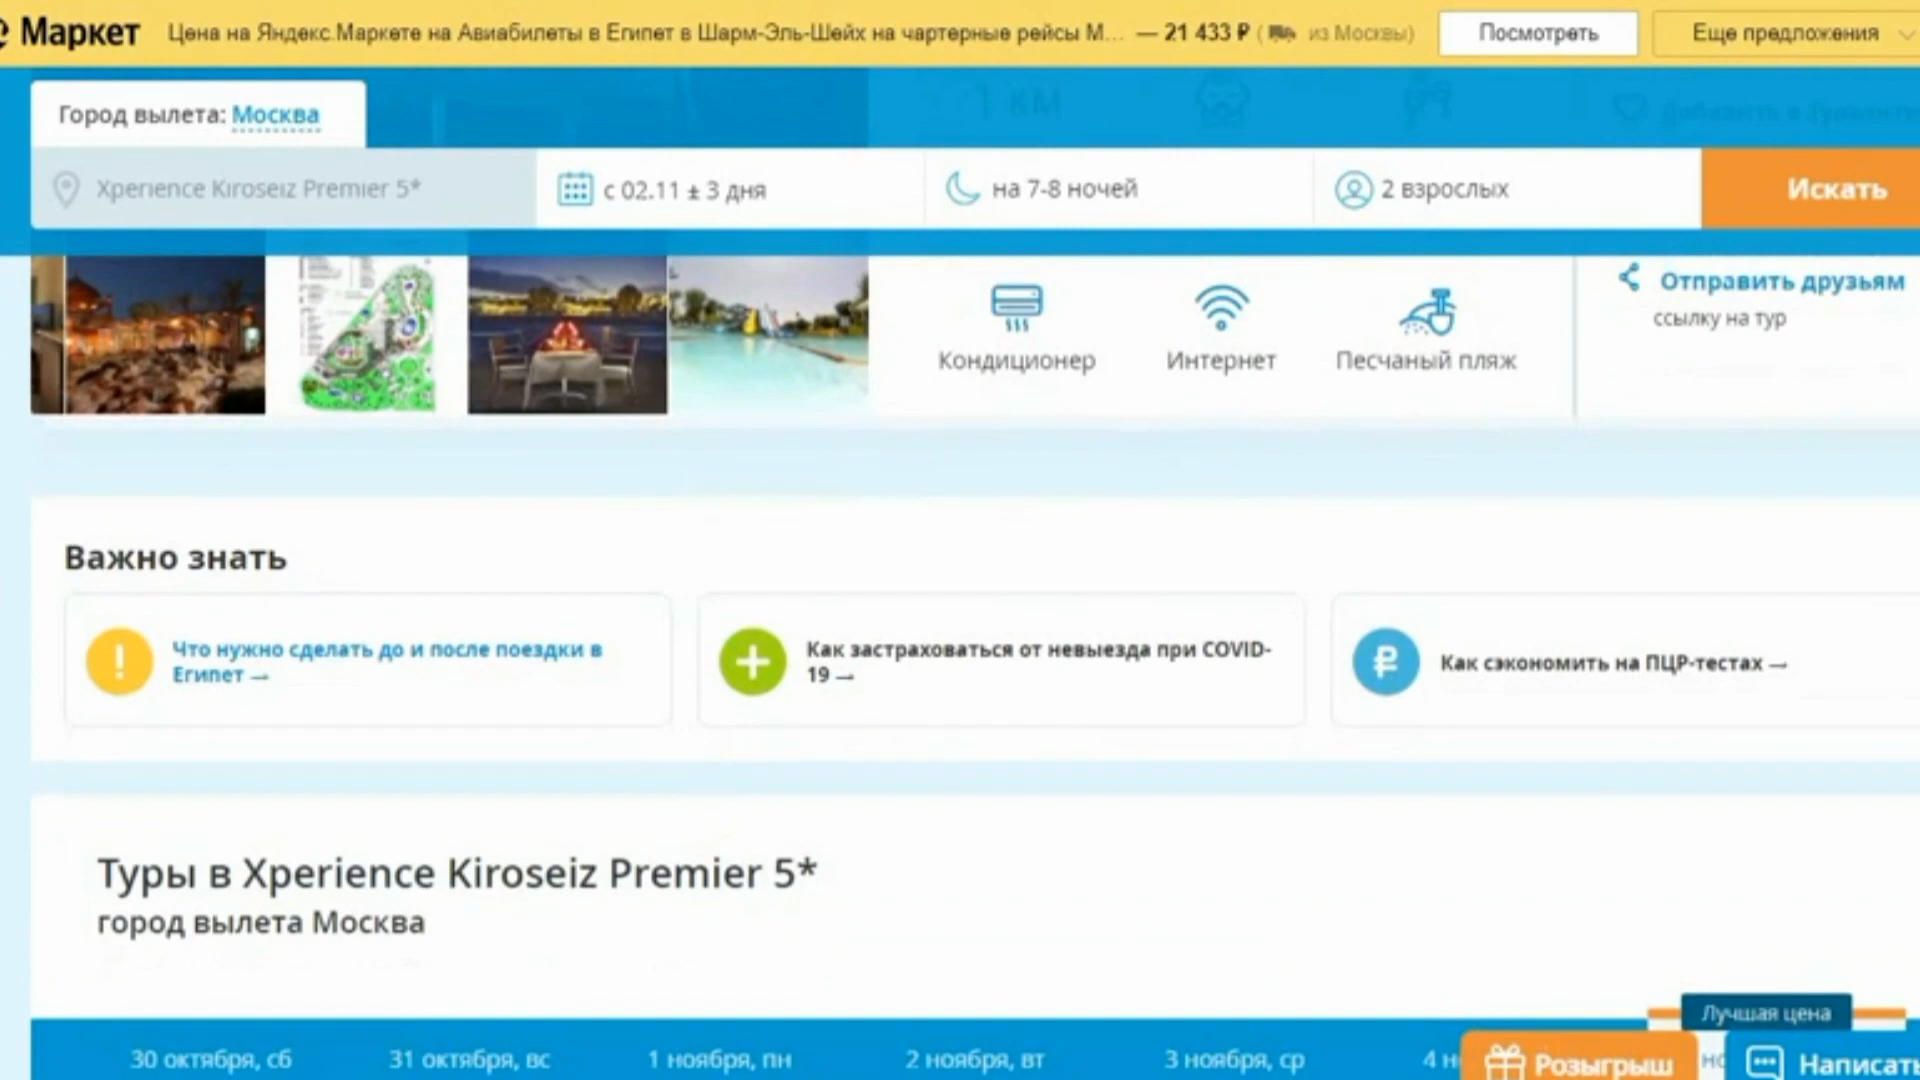 Маркет Цена на Яндекс.Маркете на Авиабилеты в Египет в Шарм-Эль-Шейх на чартерные рейсы М... — 21 433 ₽ ( из Москвы) Посмотреть Еще предложения
1 км
Город вылета: Москва
Xperience Kiroseiz Premier 5* с 02.11 ± 3 дня на 7-8 ночей 2 взрослых Искать
Отправить друзьям
ссылку на тур
Кондиционер Интернет Песчаный пляж
Важно знать
Что нужно сделать до и после поездки в
Египет →
Как застраховаться от невыезда при COVID-
19 →
Как сэкономить на ПЦР-тестах →
Туры в Xperience Kiroseiz Premier 5*
город вылета Москва
Лучшая цена
30 октября, сб 31 октября, вс 1 ноября, пн 2 ноября, вт 3 ноября, ср 4 н Розыгрыш Написать